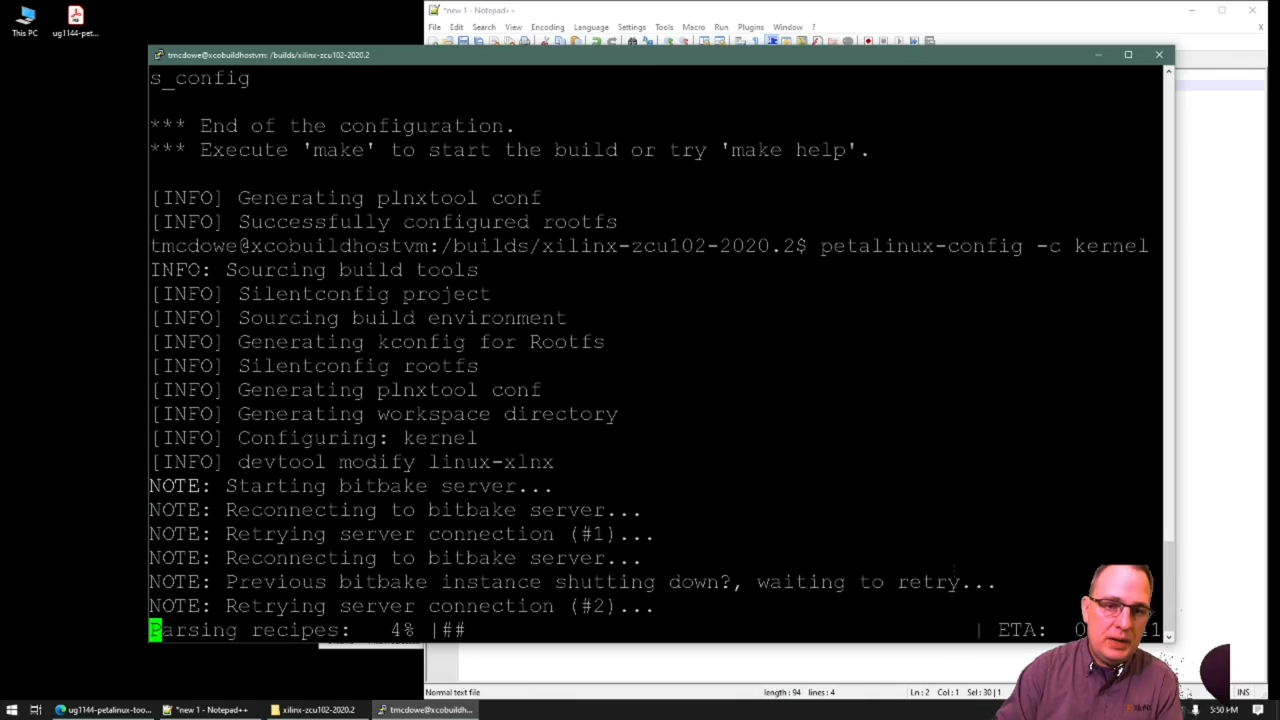 *new 1 - Notepad++
This PC
ug1144-pet...
File Edit Search View Encoding Language Settings Tools Macro Run Plugins Window ?
tmcdowe@xcobuildhostvm: /builds/xilinx-zcu102-2020.2
s_config
*** End of the configuration.
*** Execute 'make' to start the build or try 'make help'.
[INFO] Generating plnxtool conf
[INFO] Successfully configured rootfs
tmcdowe@xcobuildhostvm:/builds/xilinx-zcu102-2020.2$ petalinux-config -c kernel
INFO: Sourcing build tools
[INFO] Silentconfig project
[INFO] Sourcing build environment
[INFO] Generating kconfig for Rootfs
[INFO] Silentconfig rootfs
[INFO] Generating plnxtool conf
[INFO] Generating workspace directory
[INFO] Configuring: kernel
[INFO] devtool modify linux-xlnx
NOTE: Starting bitbake server...
NOTE: Reconnecting to bitbake server...
NOTE: Retrying server connection (#1)...
NOTE: Reconnecting to bitbake server...
NOTE: Previous bitbake instance shutting down?, waiting to retry...
NOTE: Retrying server connection (#2)...
Parsing recipes: 4% |## | ETA:
Normal text file length : 94 lines : 4 Ln : 2 Col : 1 Sel : 30 | 1 INS
ug1144-petalinux-too... *new 1 - Notepad++ xilinx-zcu102-2020.2 tmcdowe@xcobuildh... 5:50 PM